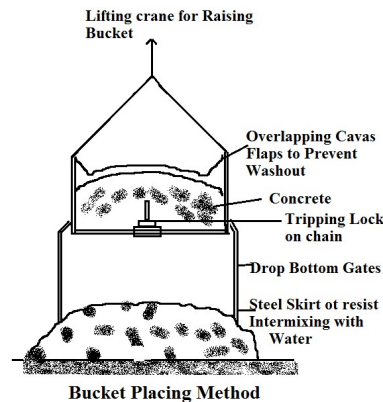 Lifting crane for Raising
Bucket
Overlapping Cavas
Flaps to Prevent
Washout
Concrete
Tripping Lock
on chain
Drop Bottom Gates
Steel Skirt ot resist
Intermixing with
Water
Bucket Placing Method